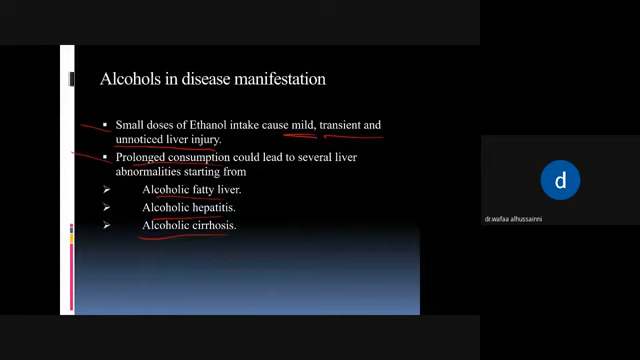 Alcohols in disease manifestation
▪ Small doses of Ethanol intake cause mild, transient and
unnoticed liver injury.
▪ Prolonged consumption could lead to several liver
abnormalities starting from
➢ Alcoholic fatty liver.
➢ Alcoholic hepatitis.
➢ Alcoholic cirrhosis.
d
dr.wafaa alhussainni